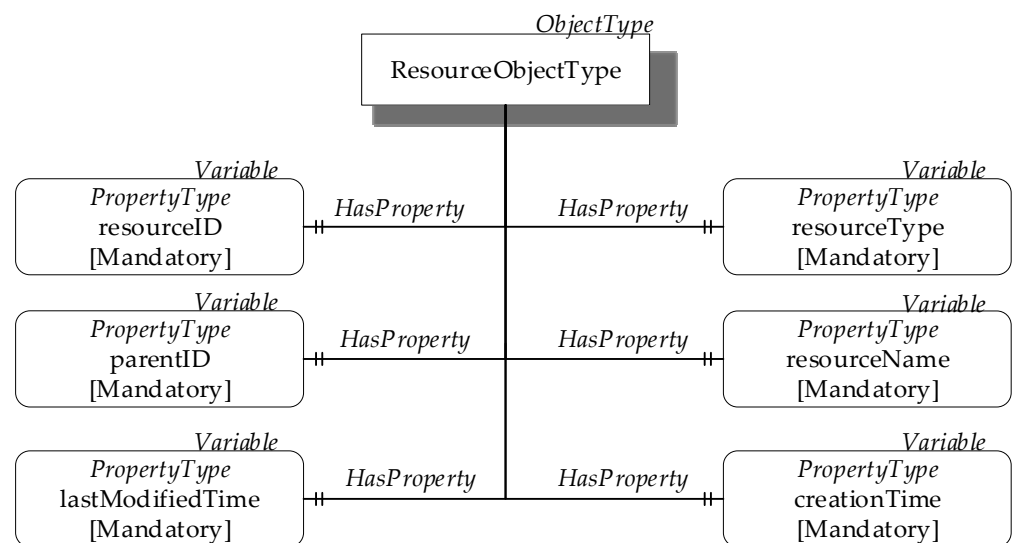 ObjectType
ResourceObjectType
Variable
PropertyType
resourceID
[Mandatory]
HasProperty
HasProperty
Variable
PropertyType
resourceType
[Mandatory]
Variable
PropertyType
parentID
[Mandatory]
HasProperty
HasProperty
Variable
PropertyType
resourceName
[Mandatory]
Variable
PropertyType
lastModifiedTime
[Mandatory]
HasProperty
HasProperty
Variable
PropertyType
creationTime
[Mandatory]